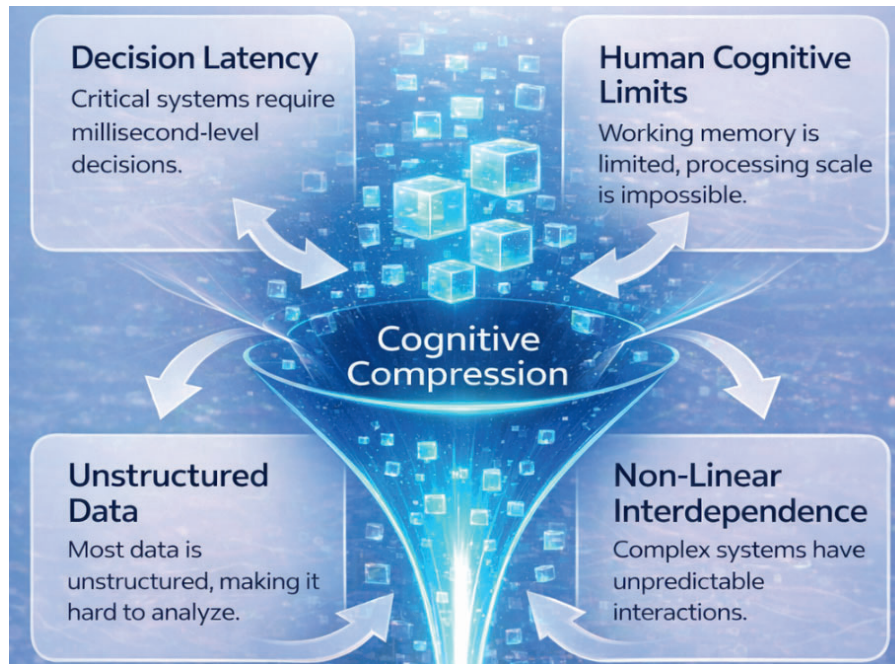 Decision Latency
Critical systems require
millisecond-level
decisions.
Human Cognitive
Limits
Working memory is
limited, processing scale
is impossible.
Cognitive
Compression
Unstructured
Data
Most data is
unstructured, making it
hard to analyze.
Non-Linear
Interdependence
Complex systems have
unpredictable
interactions.